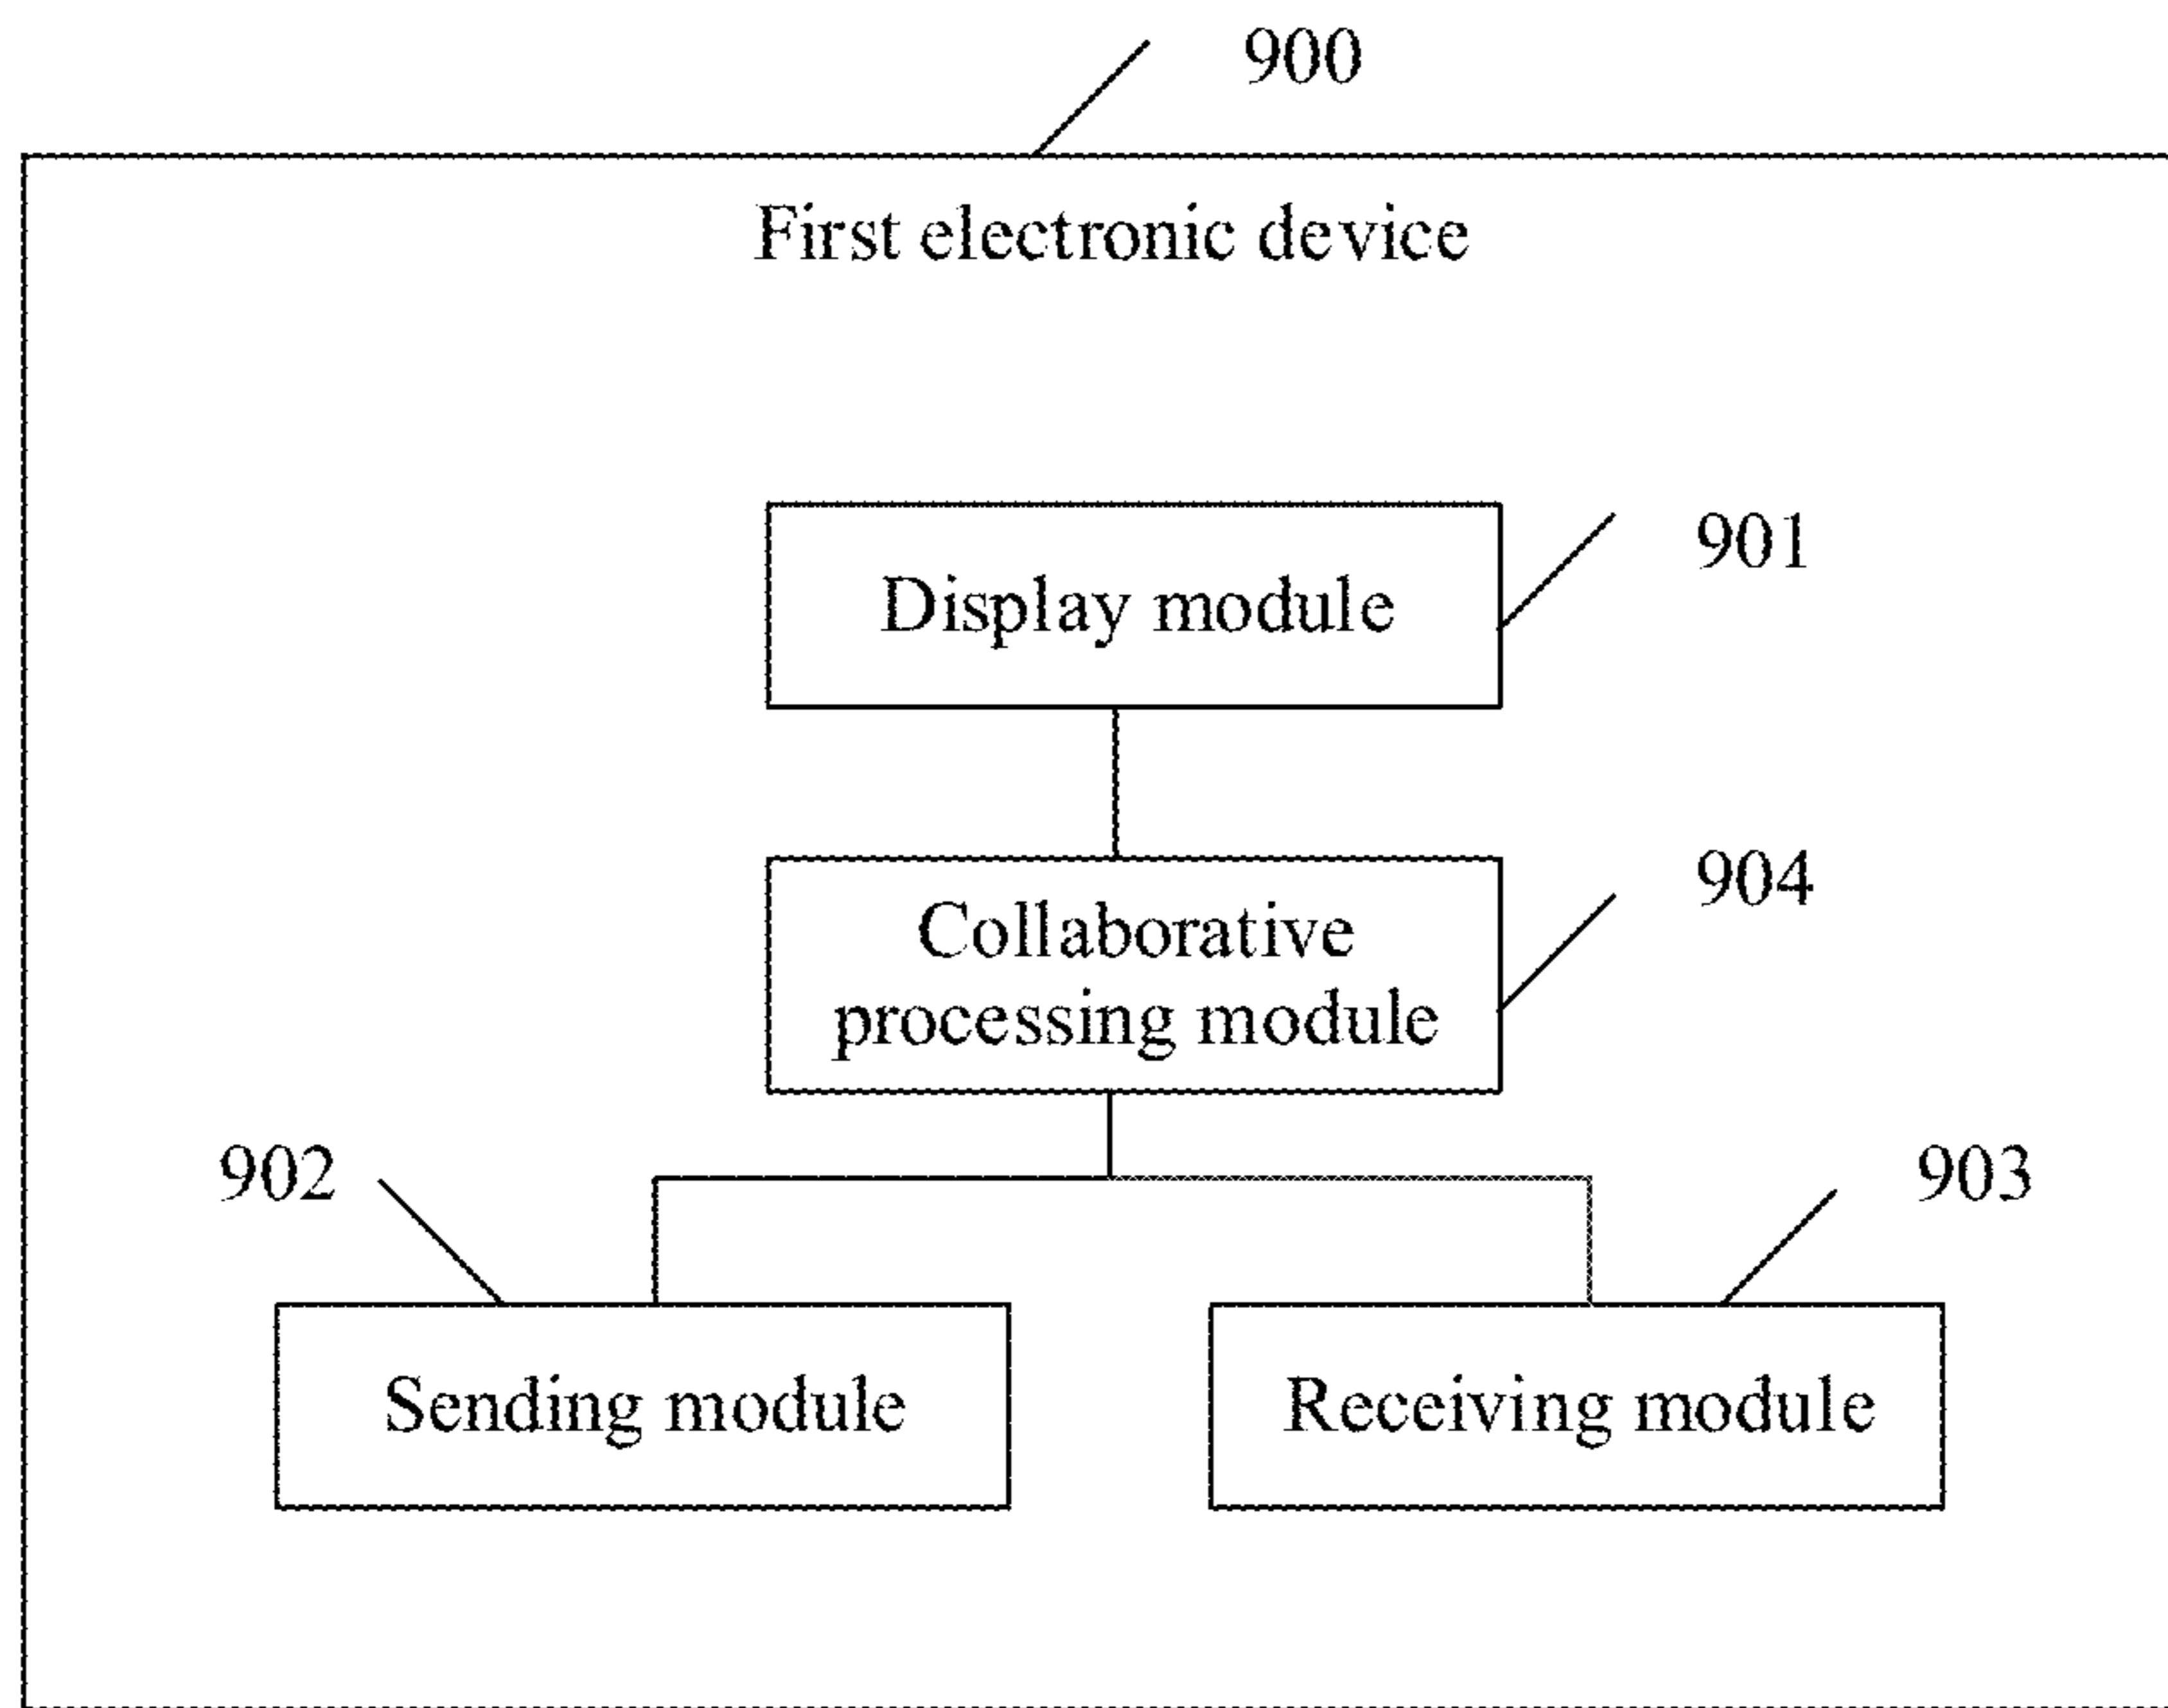 900
First electronic device
901
Display module
904
Collaborative
processing module
902
903
Sending module
Receiving module